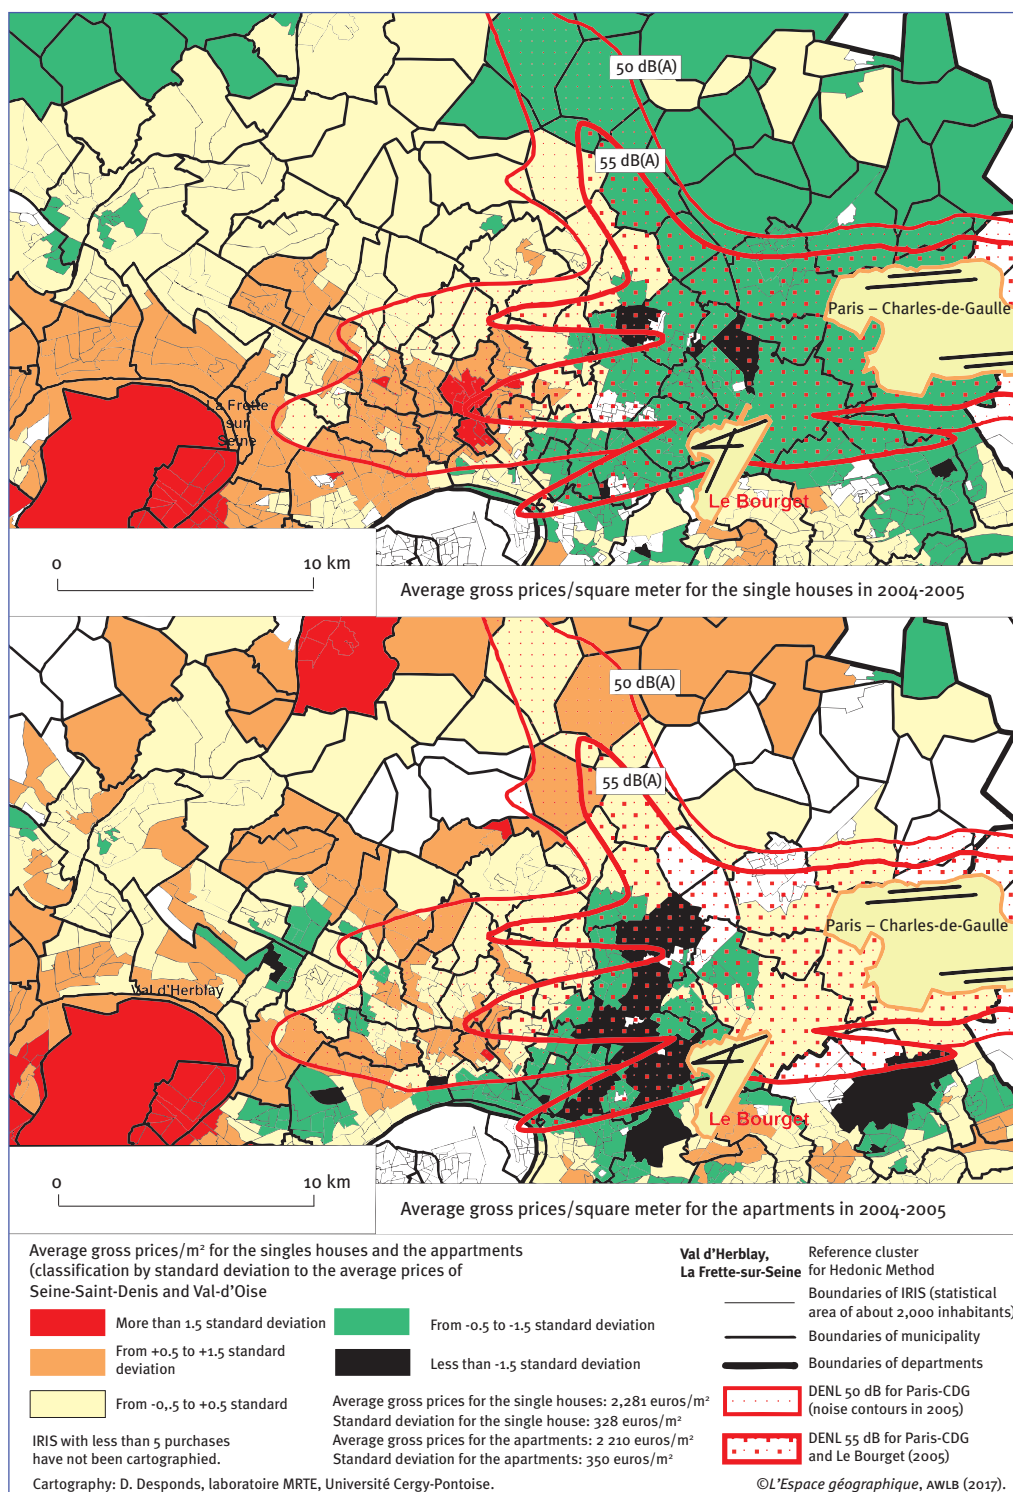 50 dB(A)
55 dB(A)
Paris – Charles-de-Gaulle
La Frette
sur
Seine
Le Bourget
0 10 km
Average gross prices/square meter for the single houses in 2004-2005
50 dB(A)
55 dB(A)
Paris – Charles-de-Gaulle
Val d'Herblay
Le Bourget
0 10 km
Average gross prices/square meter for the apartments in 2004-2005
Average gross prices/m² for the singles houses and the appartments
(classification by standard deviation to the average prices of
Seine-Saint-Denis and Val-d'Oise
More than 1.5 standard deviation
From +0.5 to +1.5 standard
deviation
From -0,.5 to +0.5 standard
IRIS with less than 5 purchases
have not been cartographied.
From -0.5 to -1.5 standard deviation
Less than -1.5 standard deviation
Average gross prices for the single houses: 2,281 euros/m²
Standard deviation for the single house: 328 euros/m²
Average gross prices for the apartments: 2 210 euros/m²
Standard deviation for the apartments: 350 euros/m²
Val d'Herblay,
La Frette-sur-Seine
Reference cluster
for Hedonic Method
Boundaries of IRIS (statistical
area of about 2,000 inhabitants)
Boundaries of municipality
Boundaries of departments
DENL 50 dB for Paris-CDG
(noise contours in 2005)
DENL 55 dB for Paris-CDG
and Le Bourget (2005)
Cartography: D. Desponds, laboratoire MRTE, Université Cergy-Pontoise.
©L'Espace géographique, AWLB (2017).